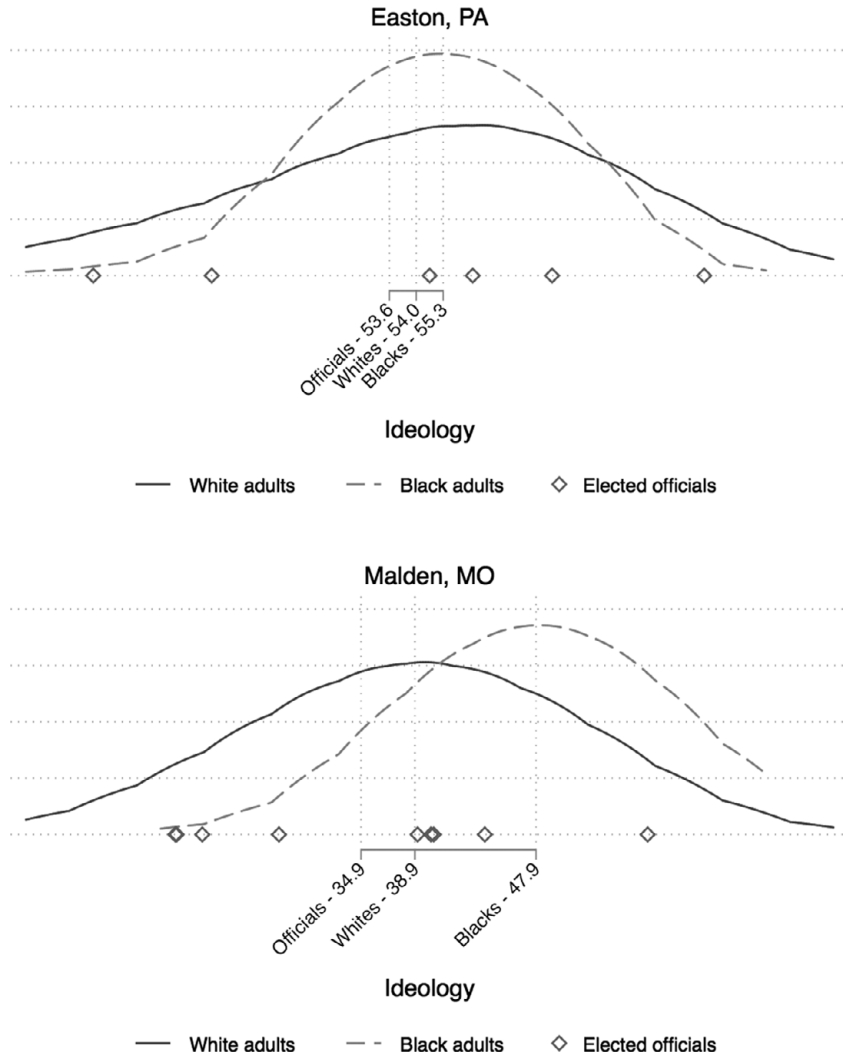 Easton, PA
Officials - 53.6
Whites - 54.0
Blacks - 55.3
Ideology
White adults
Black adults
Elected officials
Malden, MO
Officials - 34.9
Whites - 38.9
Blacks - 47.9
Ideology
White adults
Black adults
Elected officials